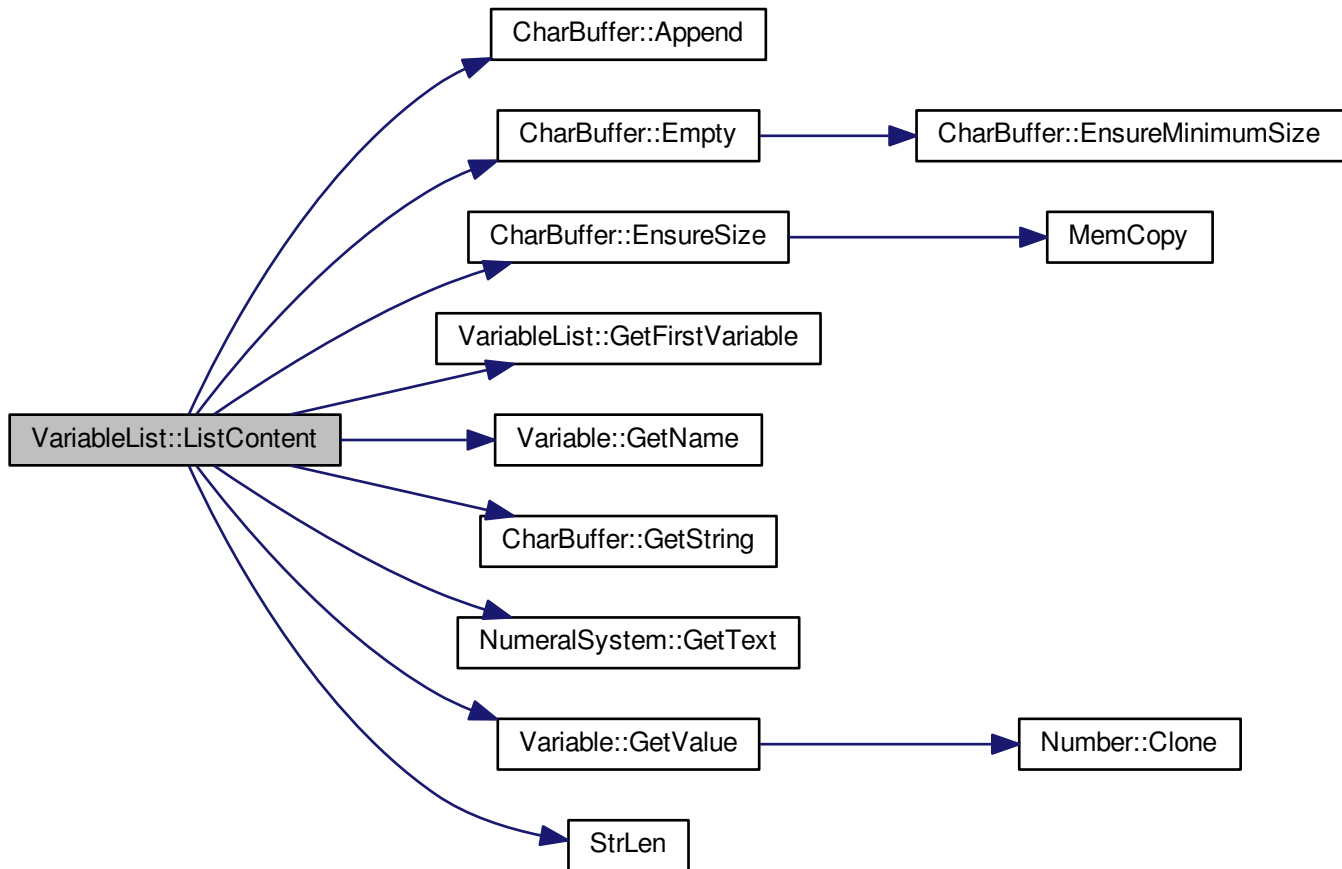 CharBuffer::Append
CharBuffer::Empty
CharBuffer::EnsureMinimumSize
CharBuffer::EnsureSize
MemCopy
VariableList::GetFirstVariable
VariableList::ListContent
Variable::GetName
CharBuffer::GetString
NumeralSystem::GetText
Variable::GetValue
Number::Clone
StrLen